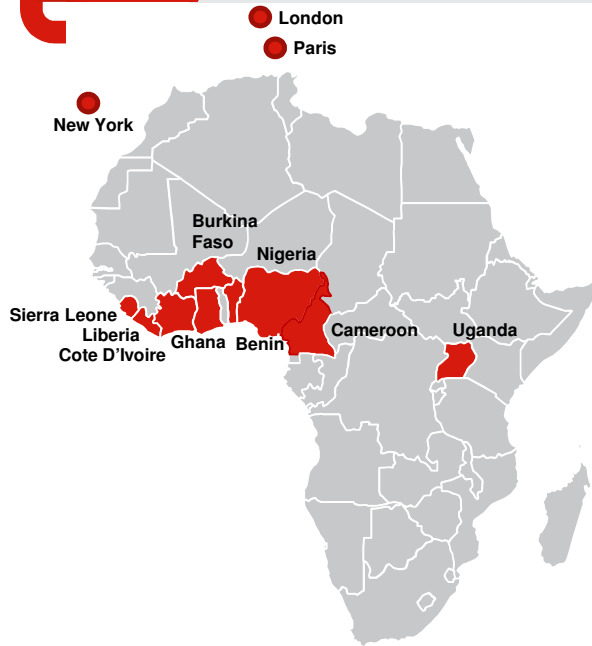 London
Paris
New York
Burkina
Faso
Nigeria
Sierra Leone
Liberia
Cote D’Ivoire
Ghana
Benin
Cameroon
Uganda